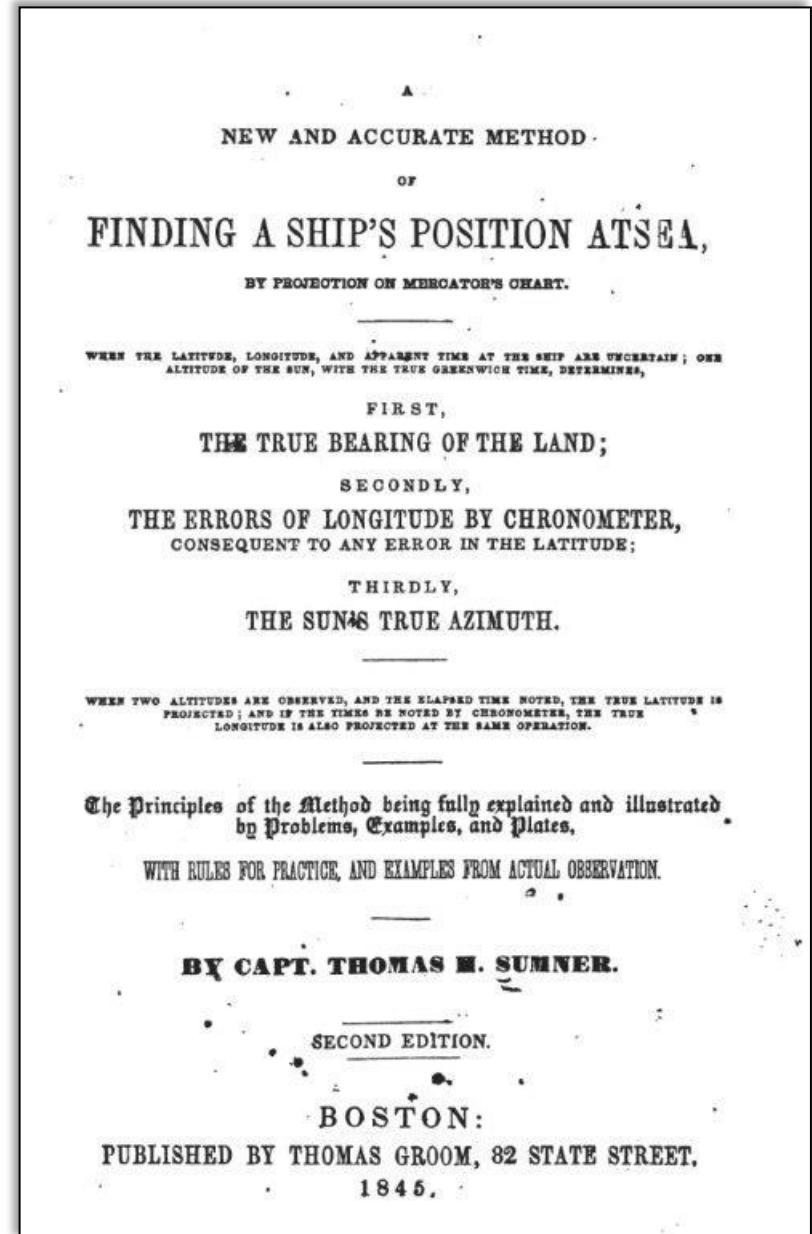 A
NEW AND ACCURATE METHOD
OF
FINDING A SHIP'S POSITION AT SEA,
BY PROJECTION ON MERCATOR'S CHART.
WHEN THE LATITUDE, LONGITUDE, AND APPARENT TIME AT THE SHIP ARE UNCERTAIN; ONE
ALTITUDE OF THE SUN, WITH THE TRUE GREENWICH TIME, DETERMINES,
FIRST,
THE TRUE BEARING OF THE LAND;
SECONDLY,
THE ERRORS OF LONGITUDE BY CHRONOMETER,
CONSEQUENT TO ANY ERROR IN THE LATITUDE;
THIRDLY,
THE SUN'S TRUE AZIMUTH.
WHEN TWO ALTITUDES ARE OBSERVED, AND THE ELAPSED TIME NOTED, THE TRUE LATITUDE IS
PROJECTED; AND IF THE TIMES BE NOTED BY CHRONOMETER, THE TRUE
LONGITUDE IS ALSO PROJECTED AT THE SAME OPERATION.
The Principles of the Method being fully explained and illustrated
by Problems, Examples, and Plates,
WITH RULES FOR PRACTICE, AND EXAMPLES FROM ACTUAL OBSERVATION.
BY CAPT. THOMAS H. SUMNER.
SECOND EDITION.
BOSTON:
PUBLISHED BY THOMAS GROOM, 82 STATE STREET.
1845.